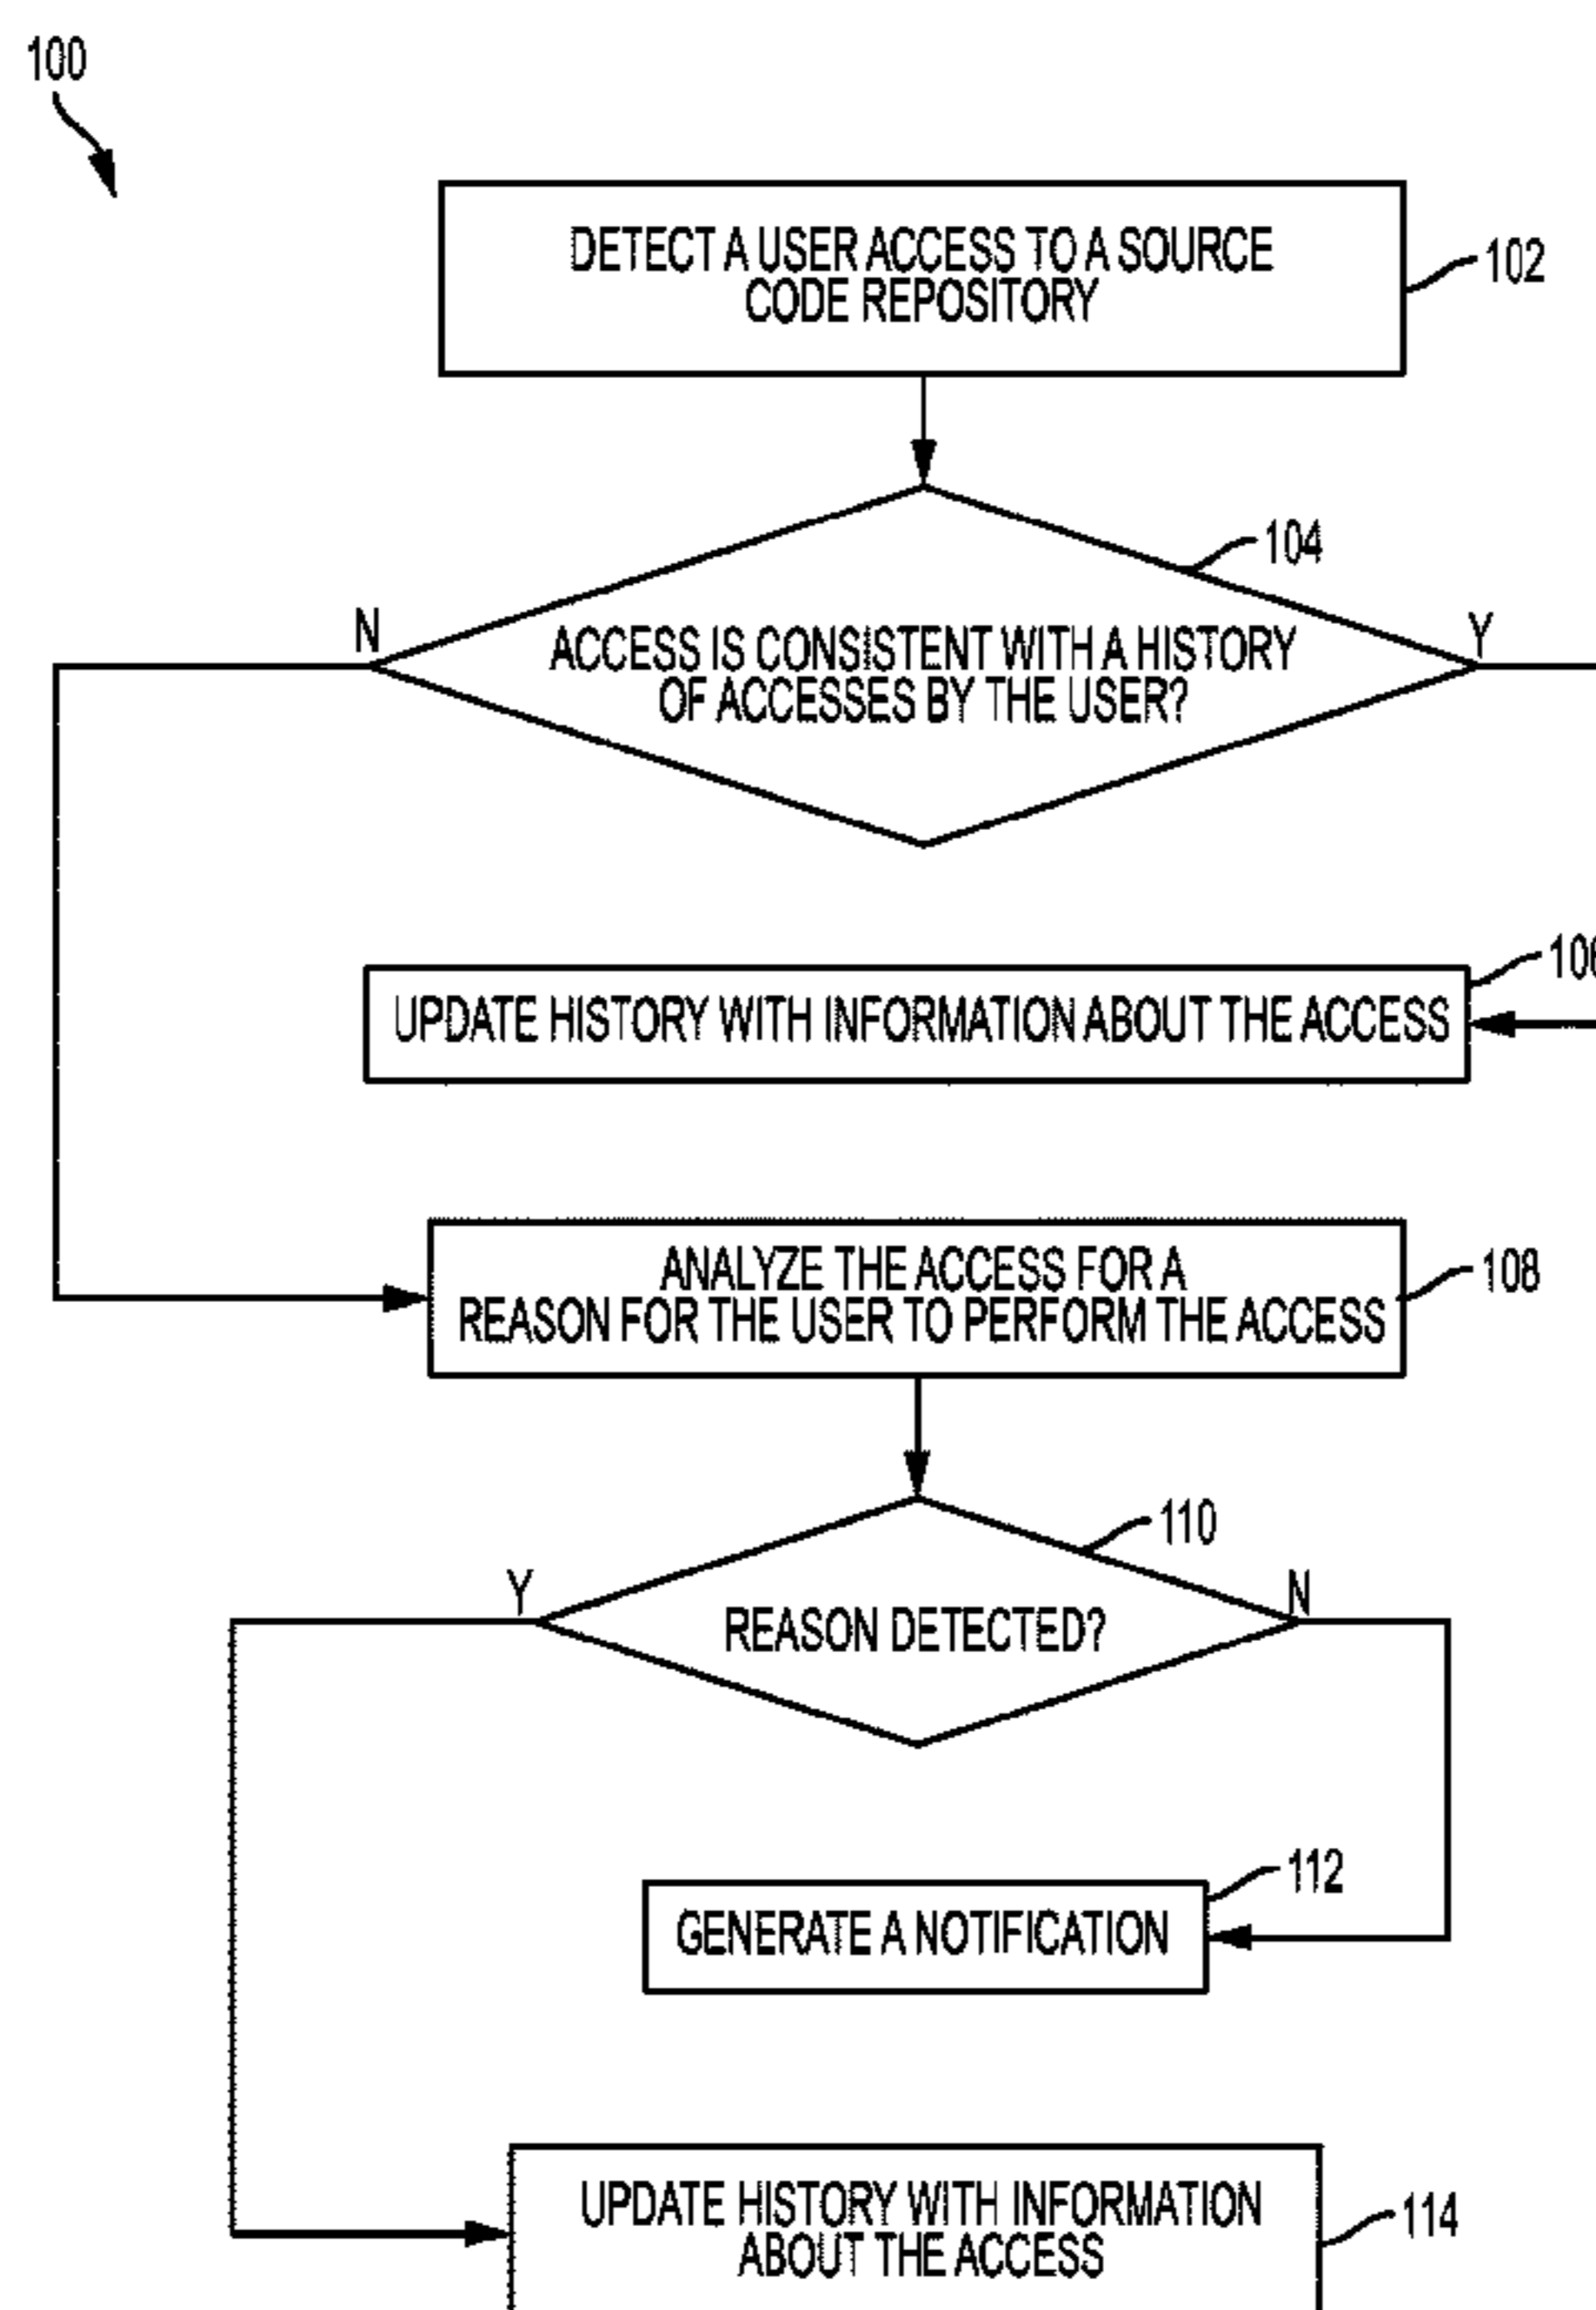 100
DETECT A USER ACCESS TO A SOURCE
CODE REPOSITORY
102
104
N
Y
ACCESS IS CONSISTENT WITH A HISTORY
OF ACCESSES BY THE USER?
106
UPDATE HISTORY WITH INFORMATION ABOUT THE ACCESS
ANALYZE THE ACCESS FOR A
REASON FOR THE USER TO PERFORM THE ACCESS
108
110
Y
N
REASON DETECTED?
112
GENERATE A NOTIFICATION
UPDATE HISTORY WITH INFORMATION
ABOUT THE ACCESS
114